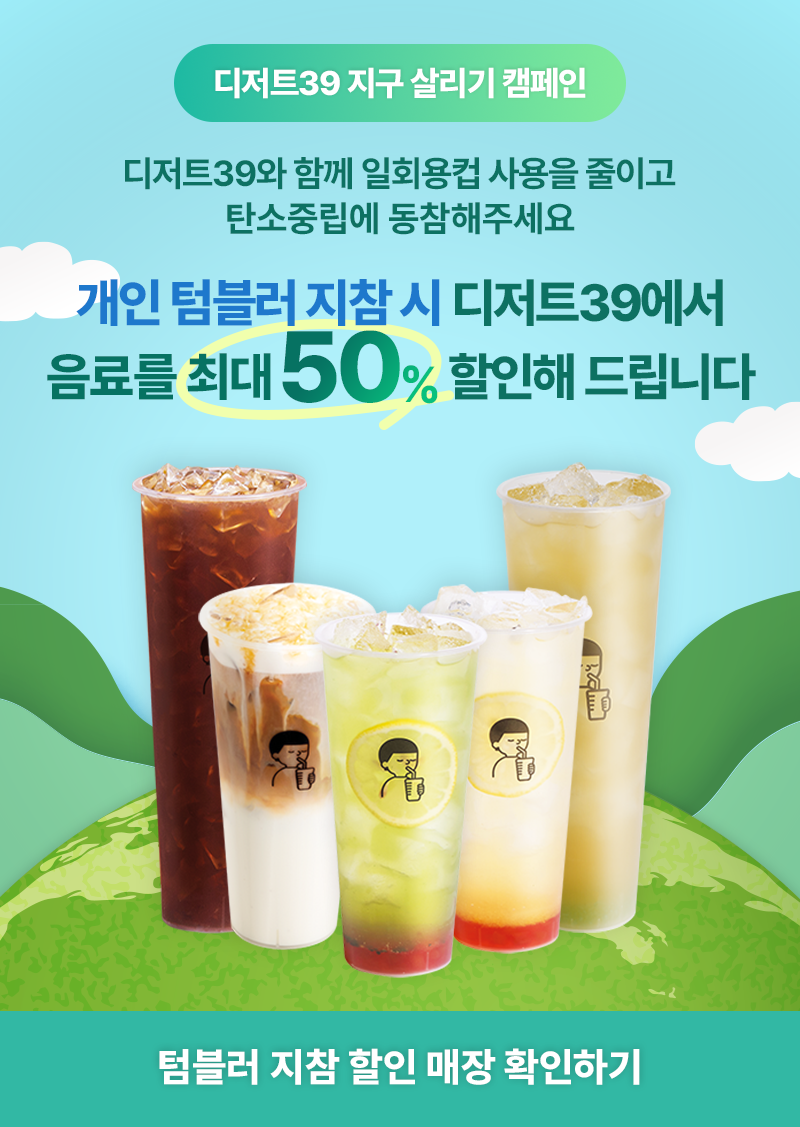 디저트39 지구 살리기 캠페인
디저트39와 함께 일회용컵 사용을 줄이고
탄소중립에 동참해주세요
개인 텀블러 지참 시 디저트39에서
음료를 최대 50% 할인해 드립니다
텀블러 지참 할인 매장 확인하기